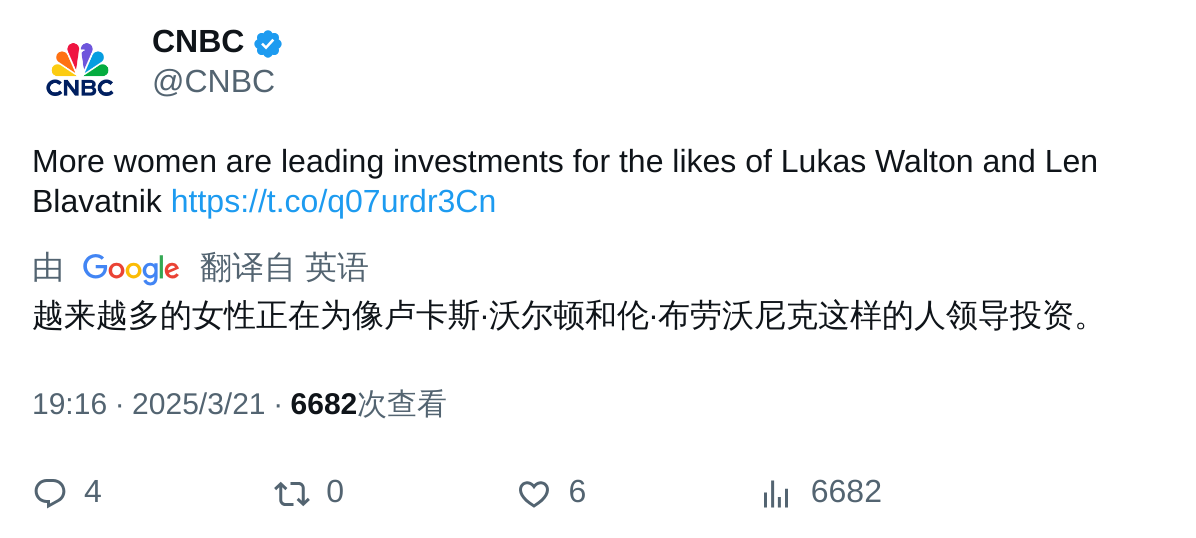 CNBC
CNBC
@CNBC
More women are leading investments for the likes of Lukas Walton and Len
Blavatnik https://t.co/q07urdr3Cn
由 Google 翻译自 英语
越来越多的女性正在为像卢卡斯·沃尔顿和伦·布劳沃尼克这样的人领导投资。
19:16 · 2025/3/21 · 6682次查看
4 0 6 6682